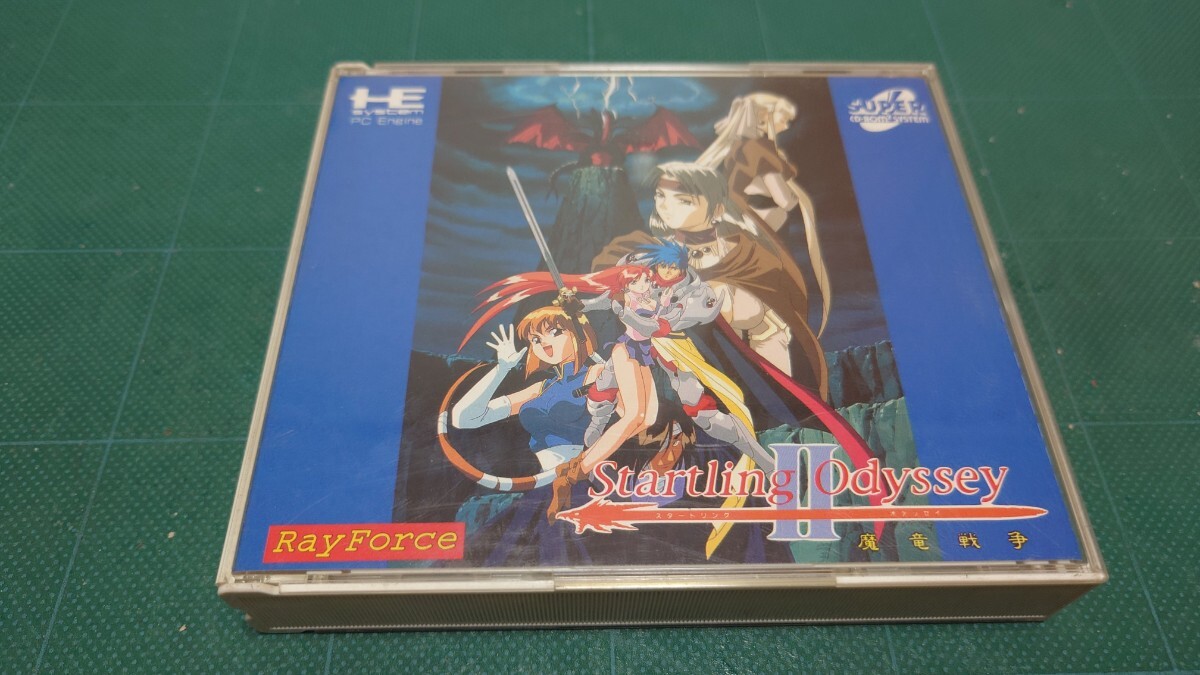 HE
system
PC Engine
SUPER
CD-ROM² SYSTEM
Startling Odyssey
II
スタートリング オデッセイ
魔竜戦争
RayForce